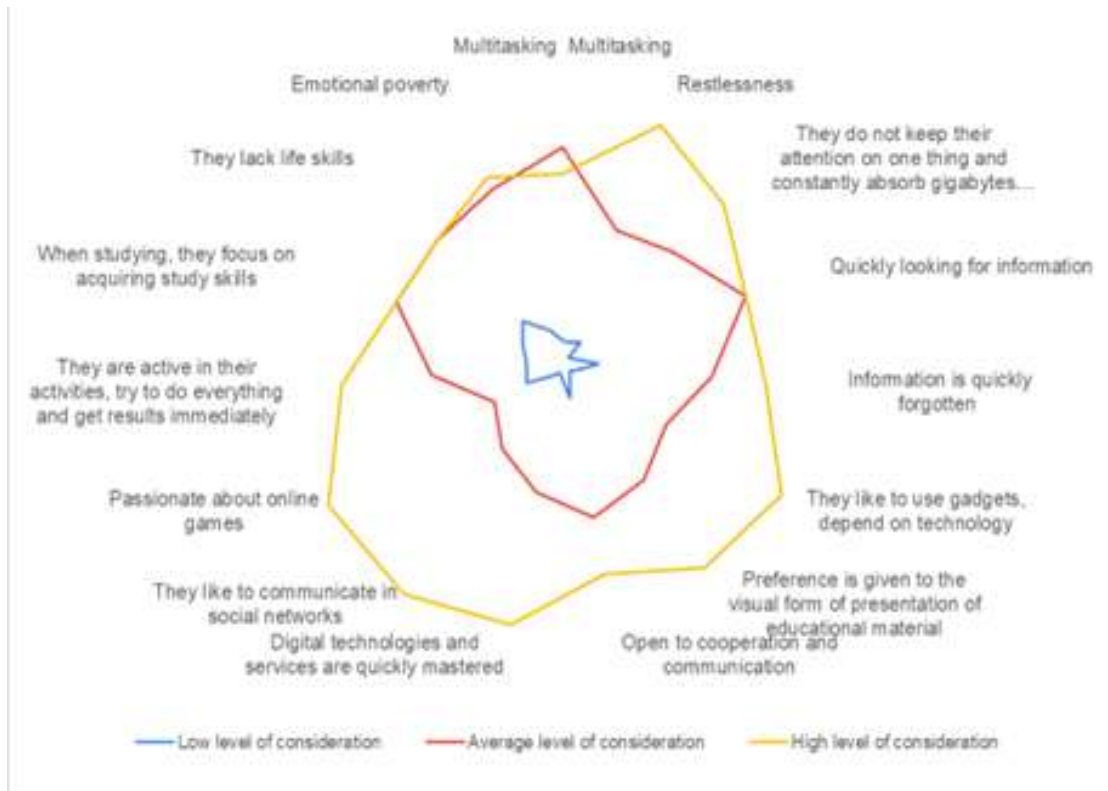 Multitasking Multitasking
Emotional poverty
Restlessness
They lack life skills
They do not keep their
attention on one thing and
constantly absorb gigabytes…
When studying, they focus on
acquiring study skills
Quickly looking for information
They are active in their
activities, try to do everything
and get results immediately
Information is quickly
forgotten
Passionate about online
games
They like to use gadgets,
depend on technology
They like to communicate in
social networks
Preference is given to the
visual form of presentation of
educational material
Digital technologies and
services are quickly mastered
Open to cooperation and
communication
Low level of consideration
Average level of consideration
High level of consideration